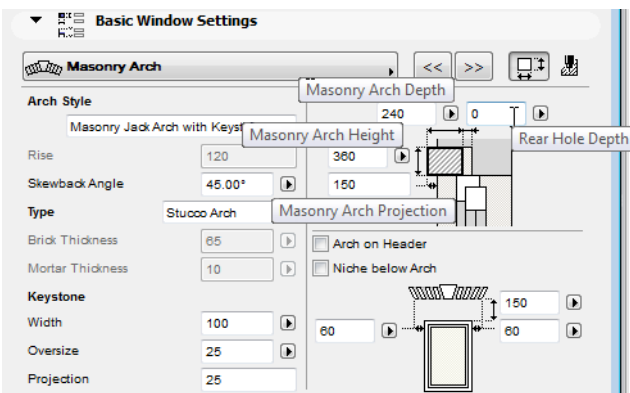 Basic Window Settings
Masonry Arch
<< >>
Masonry Arch Depth
Arch Style
240 0
Masonry Jack Arch with Keyst
Masonry Arch Height
Rear Hole Depth
Rise 120 360
Skewback Angle 45.00° 150
Type Stucco Arch
Masonry Arch Projection
Brick Thickness 65 Arch on Header
Mortar Thickness 10 Niche below Arch
Keystone
150
Width 100 60 60
Oversize 25
Projection 25